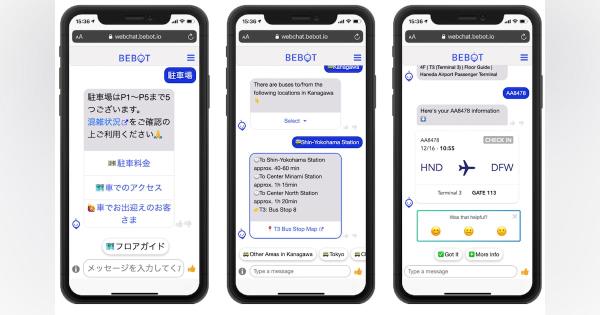 15:36
AA webchat.bebot.io
BEBOT
駐車場
駐車場はP1〜P5まで5
つございます。
混雑状況をご確認の
上ご利用ください🙏
駐車料金
車でのアクセス
車でお出迎えのお客
さま
フロアガイド
メッセージを入力してく
15:36
AA webchat.bebot.io
BEBOT
Kanagawa
There are buses to/from the
following locations in Kanagawa
👇
Select
Shin-Yokohama Station
To Shin-Yokohama Station
approx. 40-60 min
To Center Minami Station
approx. 1h 15min
To Center North Station
approx. 1h 20min
👉T3: Bus Stop 8
📍 T3 Bus Stop Map
Other Areas in Kanagawa
Tokyo
Type a message
15:36
AA webchat.bebot.io
BEBOT
4F | T3 (Terminal 3) | Floor Guide |
Haneda Airport Passenger
Terminal
AA8478
Here's your AA8478 information
⬇️
AA8478
CHECK IN
12/16 · 10:55
HND ✈ DFW
Terminal 3 GATE 113
Was that helpful?
✅ Got it
More Info
Type a message